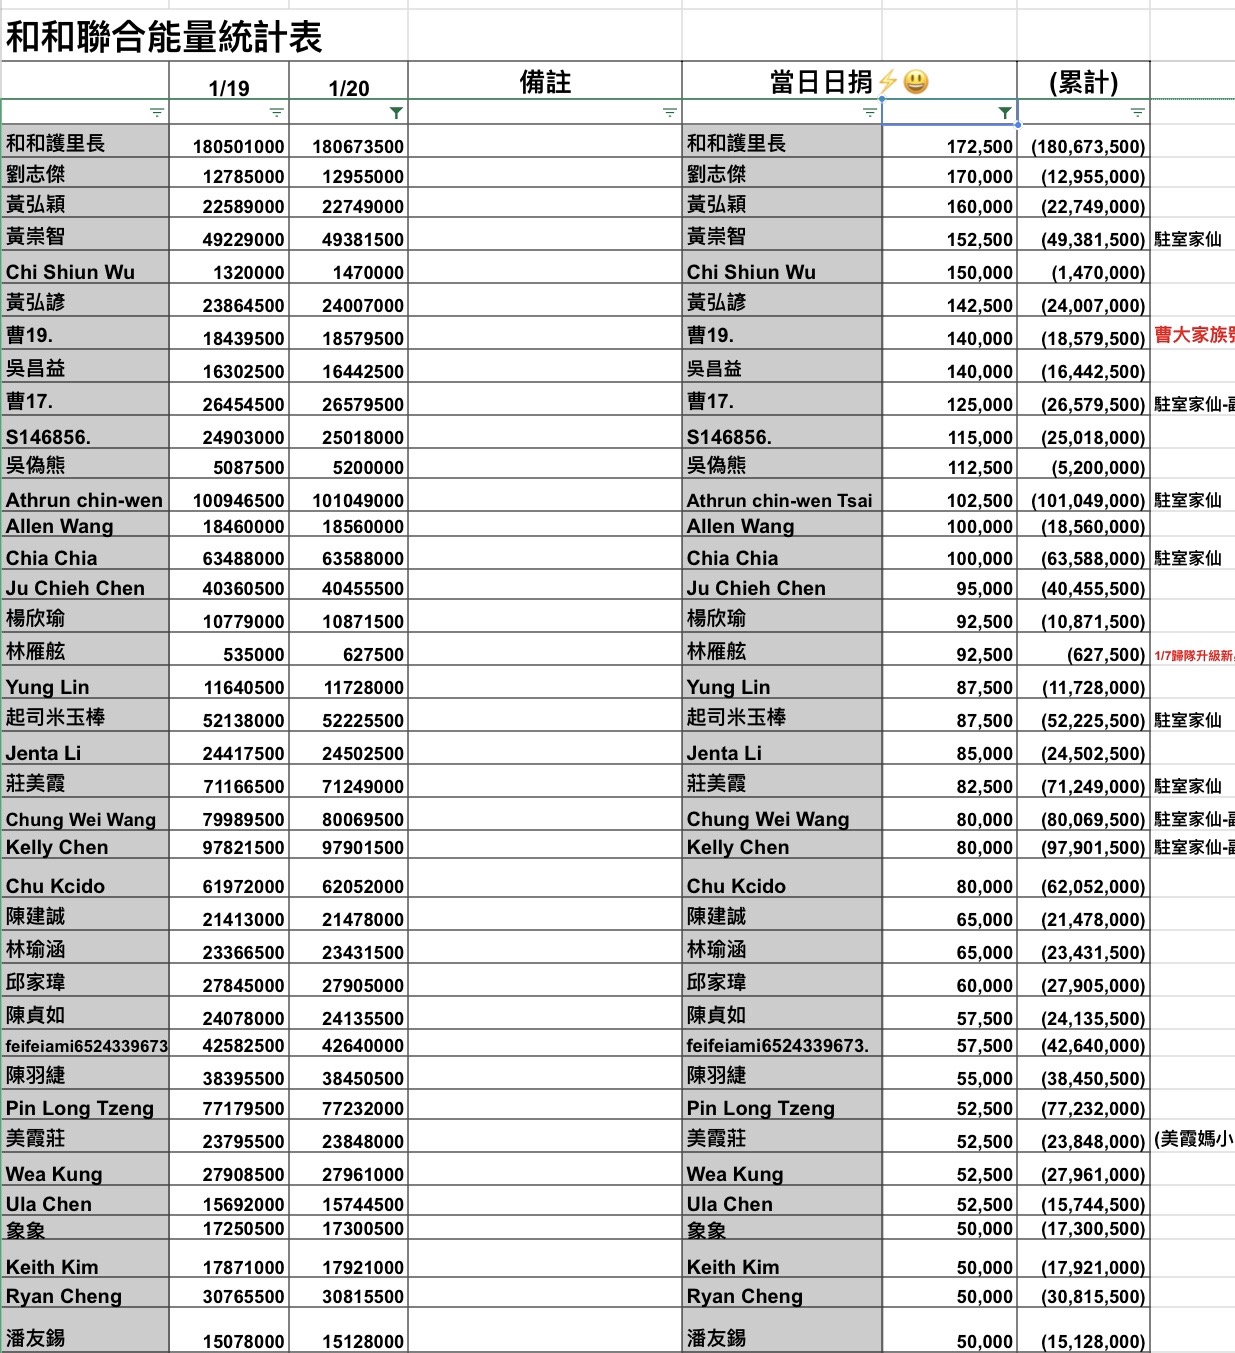 和和聯合能量統計表
1/19 1/20 備註 當日日捐⚡😃 (累計)
和和護里長 180501000 180673500 和和護里長 172,500 (180,673,500)
劉志傑 12785000 12955000 劉志傑 170,000 (12,955,000)
黃弘穎 22589000 22749000 黃弘穎 160,000 (22,749,000)
黃崇智 49229000 49381500 黃崇智 152,500 (49,381,500) 駐室家仙
Chi Shiun Wu 1320000 1470000 Chi Shiun Wu 150,000 (1,470,000)
黃弘諺 23864500 24007000 黃弘諺 142,500 (24,007,000)
曹19. 18439500 18579500 曹19. 140,000 (18,579,500) 曹大家族
吳昌益 16302500 16442500 吳昌益 140,000 (16,442,500)
曹17. 26454500 26579500 曹17. 125,000 (26,579,500) 駐室家仙-
S146856. 24903000 25018000 S146856. 115,000 (25,018,000)
吳偽熊 5087500 5200000 吳偽熊 112,500 (5,200,000)
Athrun chin-wen 100946500 101049000 Athrun chin-wen Tsai 102,500 (101,049,000) 駐室家仙
Allen Wang 18460000 18560000 Allen Wang 100,000 (18,560,000)
Chia Chia 63488000 63588000 Chia Chia 100,000 (63,588,000) 駐室家仙
Ju Chieh Chen 40360500 40455500 Ju Chieh Chen 95,000 (40,455,500)
楊欣瑜 10779000 10871500 楊欣瑜 92,500 (10,871,500)
林雁舷 535000 627500 林雁舷 92,500 (627,500) 1/7歸隊升級新
Yung Lin 11640500 11728000 Yung Lin 87,500 (11,728,000)
起司米玉棒 52138000 52225500 起司米玉棒 87,500 (52,225,500) 駐室家仙
Jenta Li 24417500 24502500 Jenta Li 85,000 (24,502,500)
莊美霞 71166500 71249000 莊美霞 82,500 (71,249,000) 駐室家仙
Chung Wei Wang 79989500 80069500 Chung Wei Wang 80,000 (80,069,500) 駐室家仙-
Kelly Chen 97821500 97901500 Kelly Chen 80,000 (97,901,500) 駐室家仙-
Chu Kcido 61972000 62052000 Chu Kcido 80,000 (62,052,000)
陳建誠 21413000 21478000 陳建誠 65,000 (21,478,000)
林瑜涵 23366500 23431500 林瑜涵 65,000 (23,431,500)
邱家瑋 27845000 27905000 邱家瑋 60,000 (27,905,000)
陳貞如 24078000 24135500 陳貞如 57,500 (24,135,500)
feifeiami6524339673 42582500 42640000 feifeiami6524339673. 57,500 (42,640,000)
陳羽緁 38395500 38450500 陳羽緁 55,000 (38,450,500)
Pin Long Tzeng 77179500 77232000 Pin Long Tzeng 52,500 (77,232,000)
美霞莊 23795500 23848000 美霞莊 52,500 (23,848,000) (美霞媽小
Wea Kung 27908500 27961000 Wea Kung 52,500 (27,961,000)
Ula Chen 15692000 15744500 Ula Chen 52,500 (15,744,500)
象象 17250500 17300500 象象 50,000 (17,300,500)
Keith Kim 17871000 17921000 Keith Kim 50,000 (17,921,000)
Ryan Cheng 30765500 30815500 Ryan Cheng 50,000 (30,815,500)
潘友錫 15078000 15128000 潘友錫 50,000 (15,128,000)